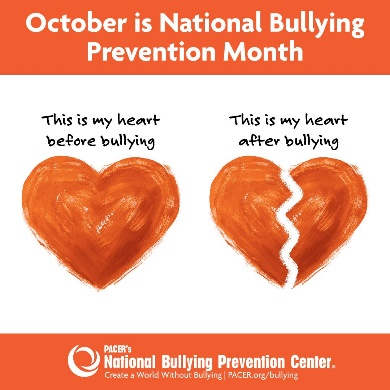 October is National Bullying
Prevention Month
This is my heart
before bullying
This is my heart
after bullying
PACER's
National Bullying Prevention Center®
Create a World Without Bullying | PACER.org/bullying